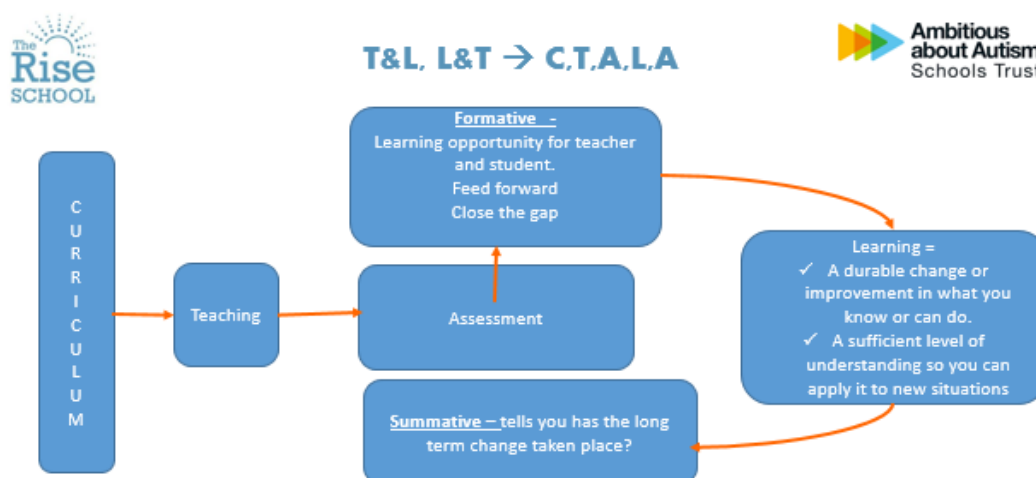 The
Rise
SCHOOL
T&L, L&T → C,T,A,L,A
Ambitious
about Autism
Schools Trust
C
U
R
R
I
C
U
L
U
M
Teaching
Assessment
Formative -
Learning opportunity for teacher
and student.
Feed forward
Close the gap
Learning =
✓ A durable change or
improvement in what you
know or can do.
✓ A sufficient level of
understanding so you can
apply it to new situations
Summative – tells you has the long
term change taken place?